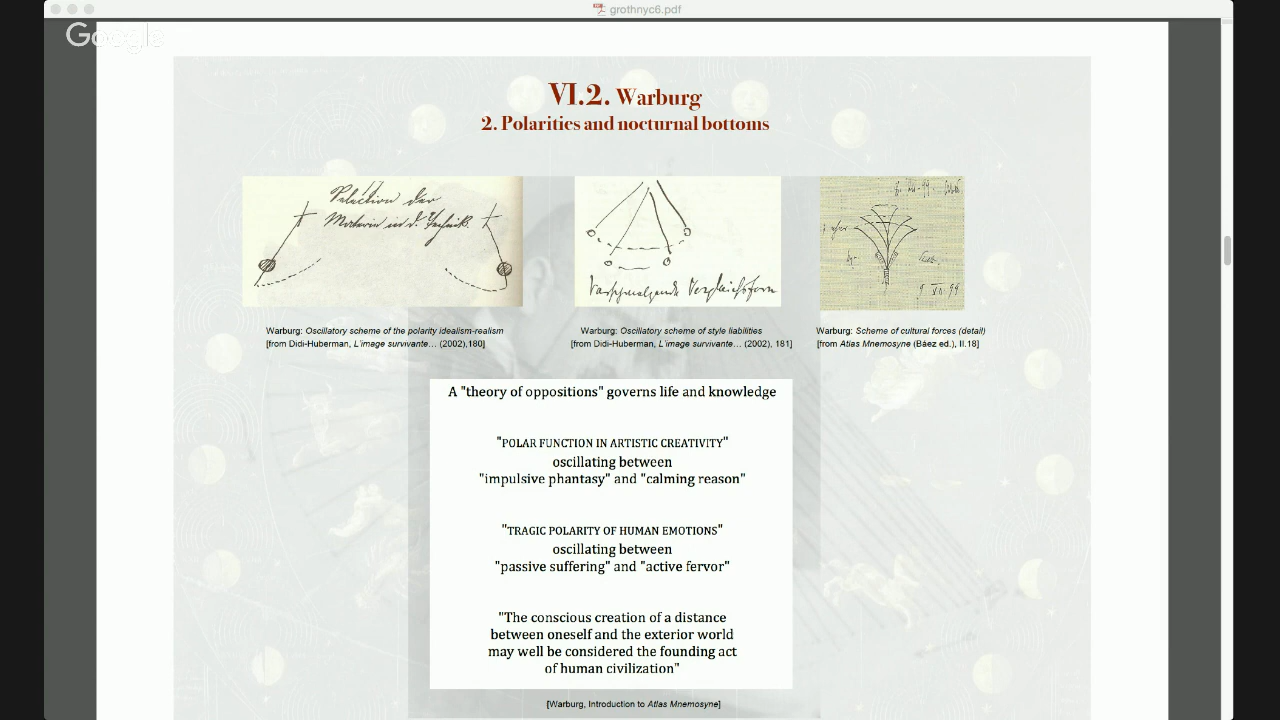 grothnyc6.pdf
Google
VI.2. Warburg
2. Polarities and nocturnal bottoms
der
Warburg: Oscillatory scheme of the polarity idealism-realism
[from Didi-Huberman, L'image survivante... (2002),180]
Warburg: Oscillatory scheme of style liabilities
[from Didi-Huberman, L'image survivante... (2002), 181]
Warburg: Scheme of cultural forces (detail)
[from Atlas Mnemosyne (Báez ed.), II.18]
A "theory of oppositions" governs life and knowledge
"POLAR FUNCTION IN ARTISTIC CREATIVITY"
oscillating between
"impulsive phantasy" and "calming reason"
"TRAGIC POLARITY OF HUMAN EMOTIONS"
oscillating between
"passive suffering" and "active fervor"
"The conscious creation of a distance
between oneself and the exterior world
may well be considered the founding act
of human civilization"
[Warburg, Introduction to Atlas Mnemosyne]